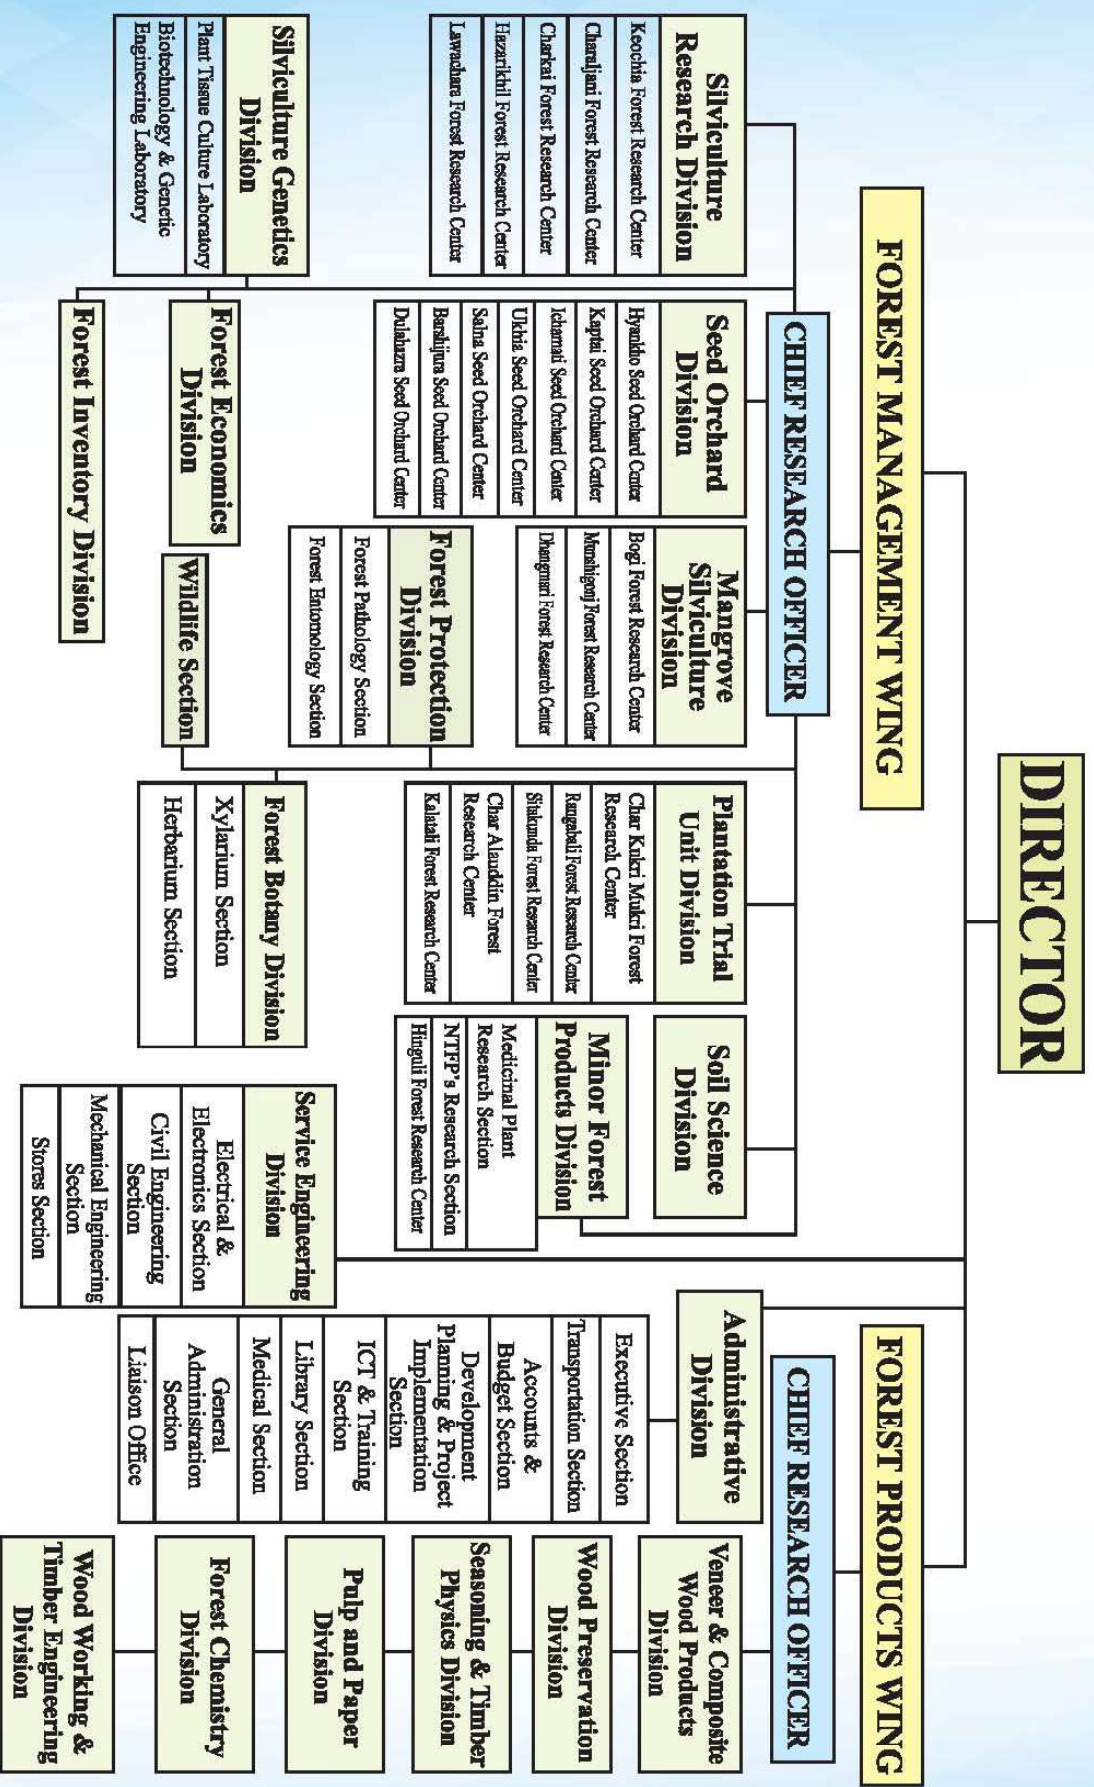 DIRECTOR
FOREST MANAGEMENT WING
CHIEF RESEARCH OFFICER
Silviculture
Research Division
Keochia Forest Research Center
Charaljani Forest Research Center
Charkai Forest Research Center
Hazarikhil Forest Research Center
Lawachara Forest Research Center
Seed Orchard
Division
Hyankho Seed Orchard Center
Kaptai Seed Orchard Center
Ichamati Seed Orchard Center
Ukhia Seed Orchard Center
Salna Seed Orchard Center
Barshijura Seed Orchard Center
Dulahazra Seed Orchard Center
Mangrove
Silviculture
Division
Bogi Forest Research Center
Munshigonj Forest Research Center
Dhangmari Forest Research Center
Plantation Trial
Unit Division
Char Kukri Mukri Forest
Research Center
Rangabali Forest Research Center
Sitakunda Forest Research Center
Char Alauddin Forest
Research Center
Kalatali Forest Research Center
Soil Science
Division
Minor Forest
Products Division
Medicinal Plant
Research Section
NTFP's Research Section
Hinguli Forest Research Center
Silviculture Genetics
Division
Plant Tissue Culture Laboratory
Biotechnology & Genetic
Engineering Laboratory
Forest Economics
Division
Forest Inventory Division
Forest Protection
Division
Forest Pathology Section
Forest Entomology Section
Wildlife Section
Forest Botany Division
Xylarium Section
Herbarium Section
Service Engineering
Division
Electrical &
Electronics Section
Civil Engineering
Section
Mechanical Engineering
Section
Stores Section
Administrative
Division
Executive Section
Transportation Section
Accounts &
Budget Section
Development
Planning & Project
Implementation
Section
ICT & Training
Section
Library Section
Medical Section
General
Administration
Section
Liaison Office
FOREST PRODUCTS WING
CHIEF RESEARCH OFFICER
Veneer & Composite
Wood Products
Division
Wood Preservation
Division
Seasoning & Timber
Physics Division
Pulp and Paper
Division
Forest Chemistry
Division
Wood Working &
Timber Engineering
Division